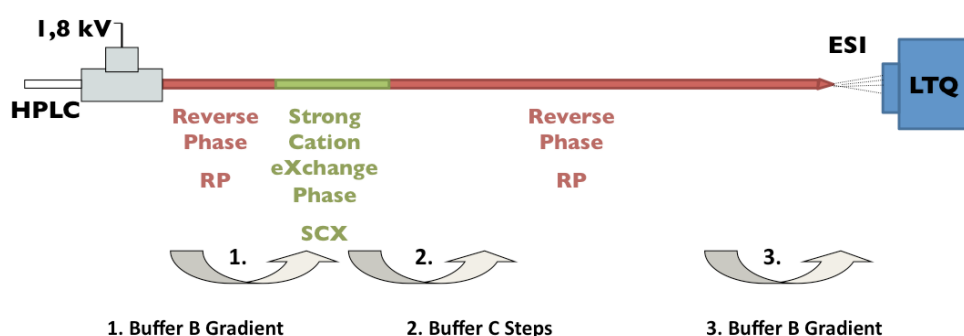 1,8 kV
HPLC
ESI
LTQ
Reverse
Phase
RP
Strong
Cation
eXchange
Phase
SCX
Reverse
Phase
RP
1.
2.
3.
1. Buffer B Gradient
2. Buffer C Steps
3. Buffer B Gradient